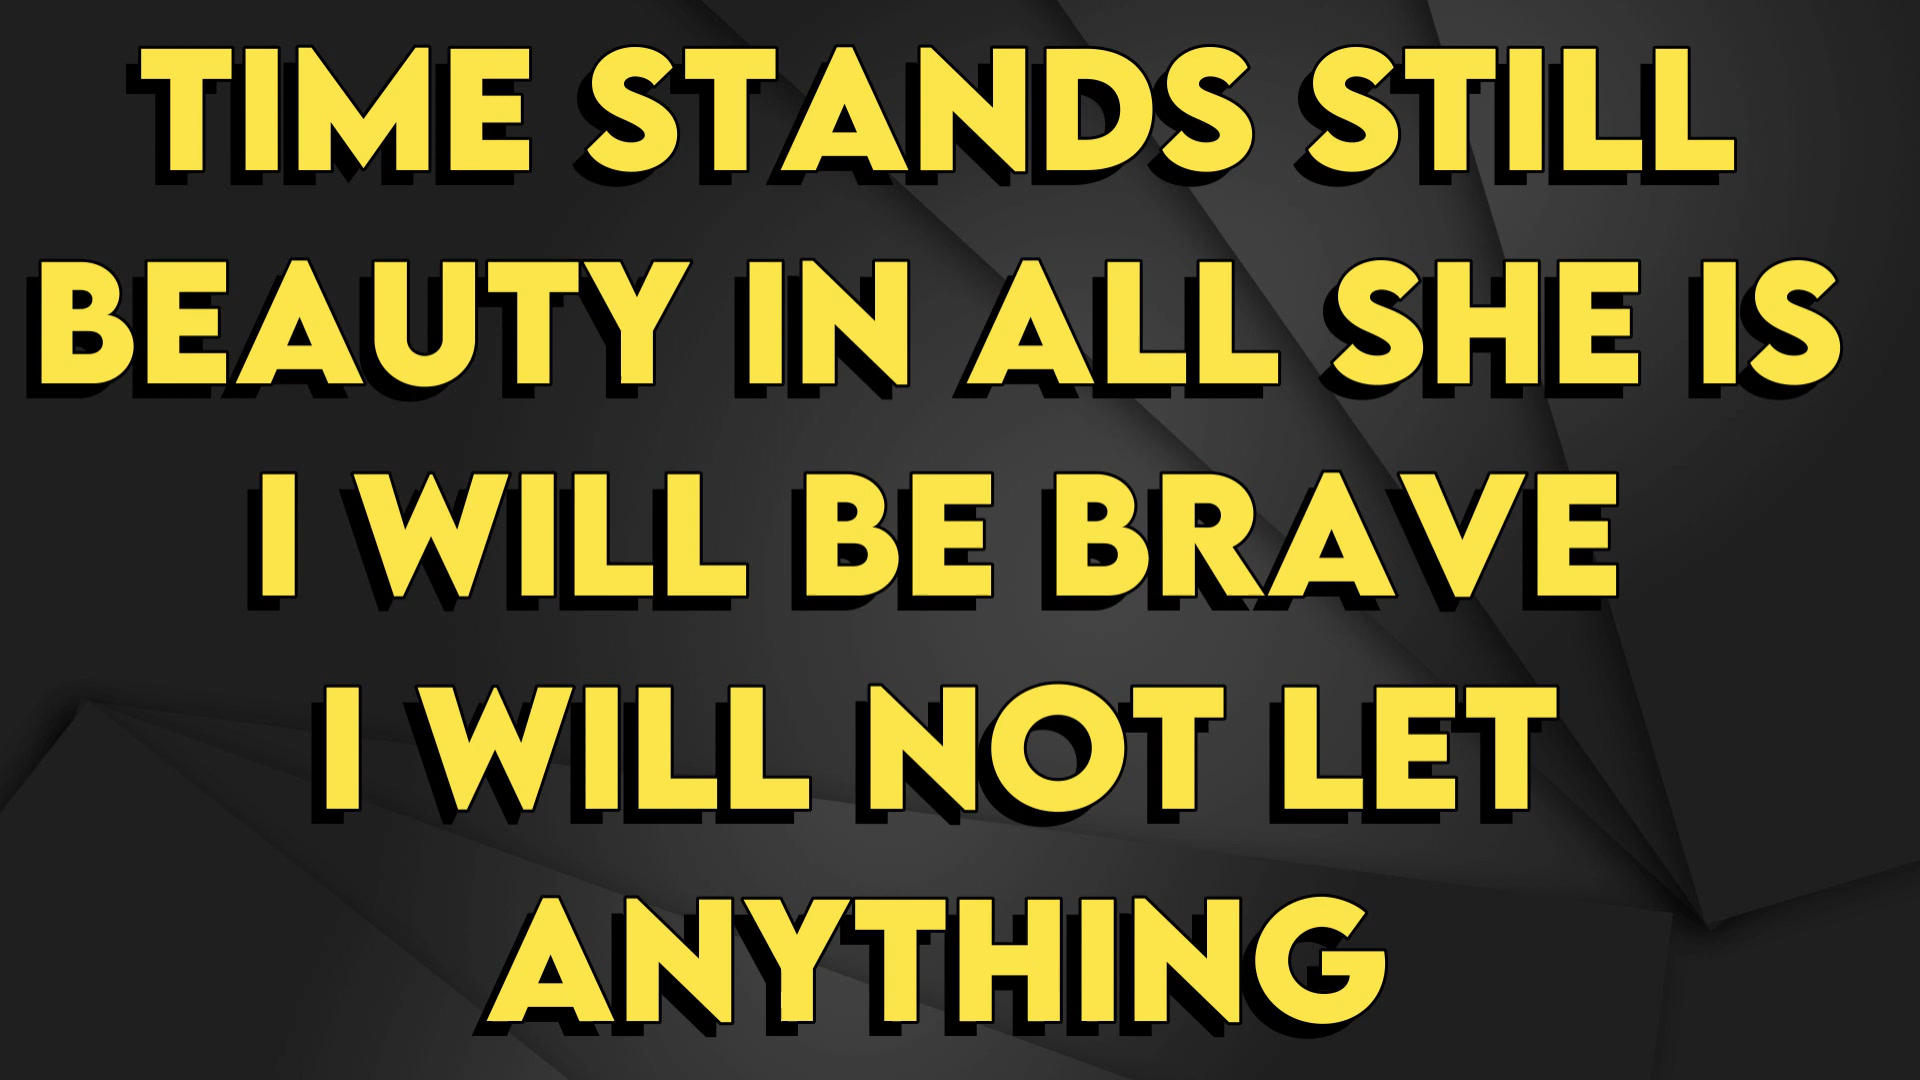 TIME STANDS STILL
BEAUTY IN ALL SHE IS
I WILL BE BRAVE
I WILL NOT LET
ANYTHING